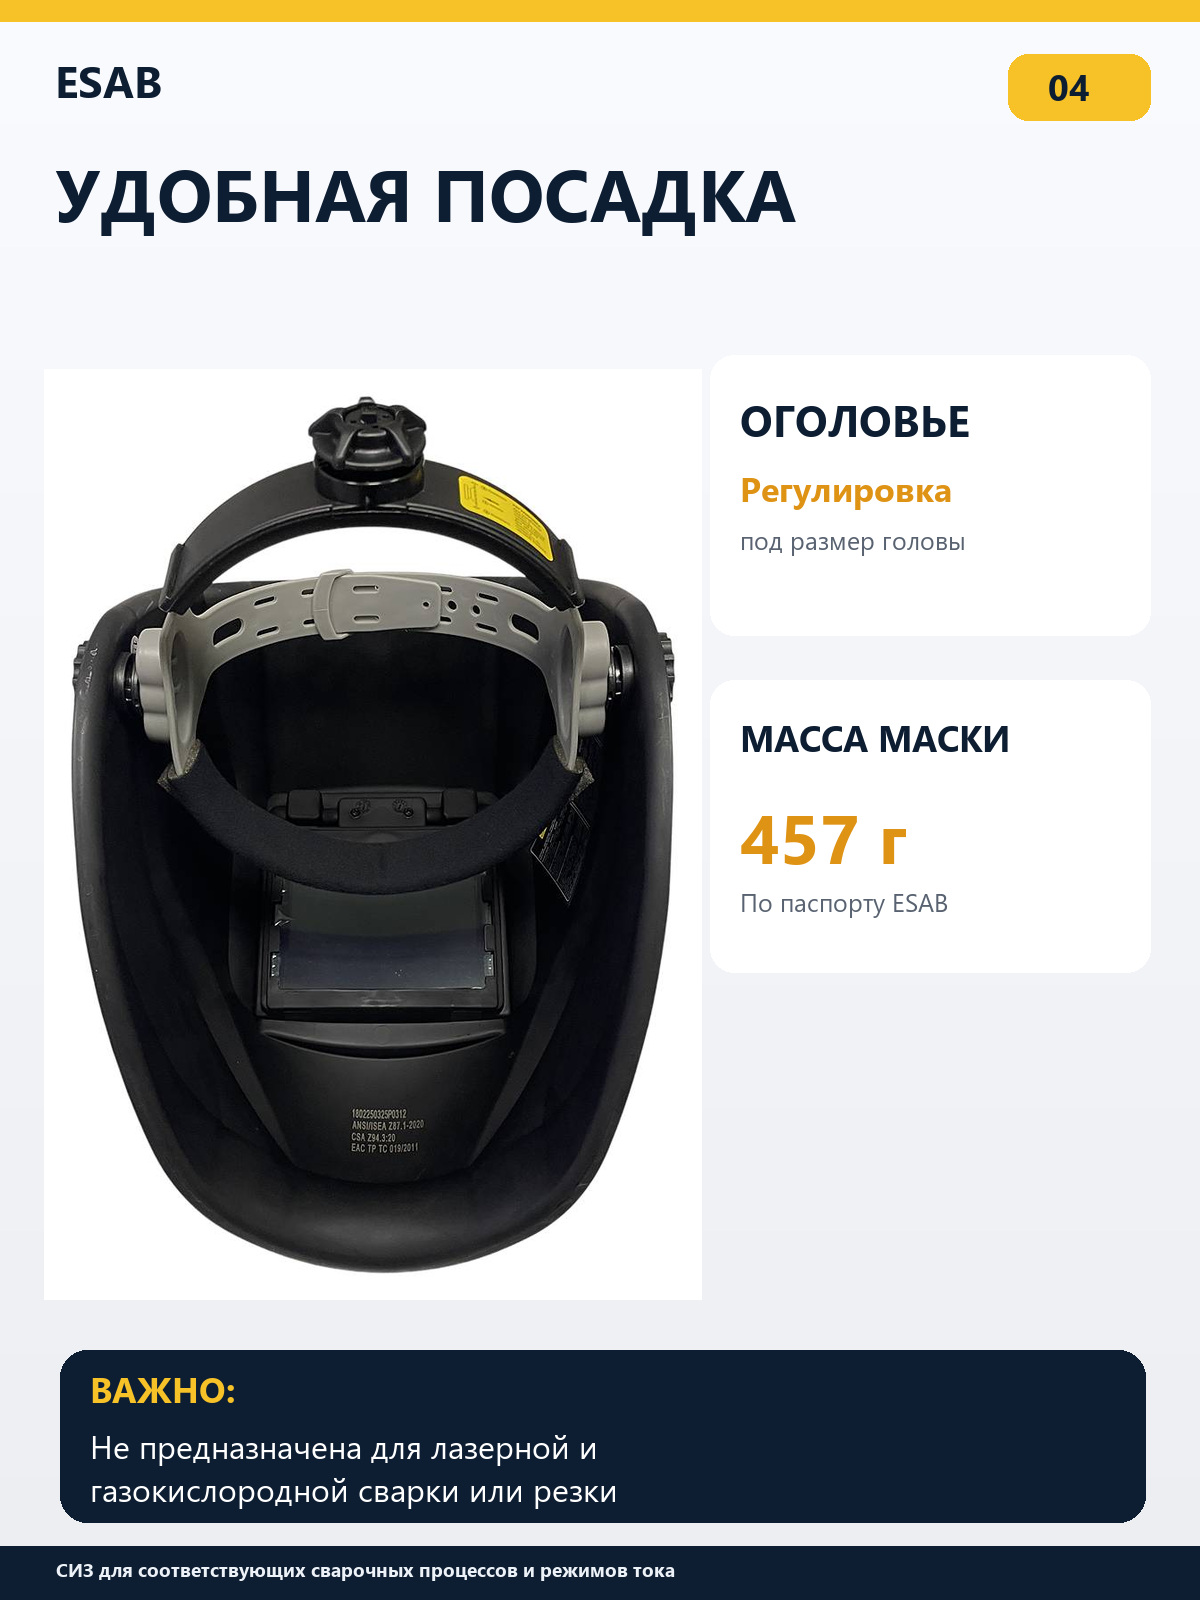 ESAB
04
УДОБНАЯ ПОСАДКА
ОГОЛОВЬЕ
Регулировка
под размер головы
МАССА МАСКИ
457 г
По паспорту ESAB
1802250325P0312
ANSI/ISEA Z87.1-2020
CSA Z94.3:20
EAC TP TC 019/2011
ВАЖНО:
Не предназначена для лазерной и
газокислородной сварки или резки
СИЗ для соответствующих сварочных процессов и режимов тока